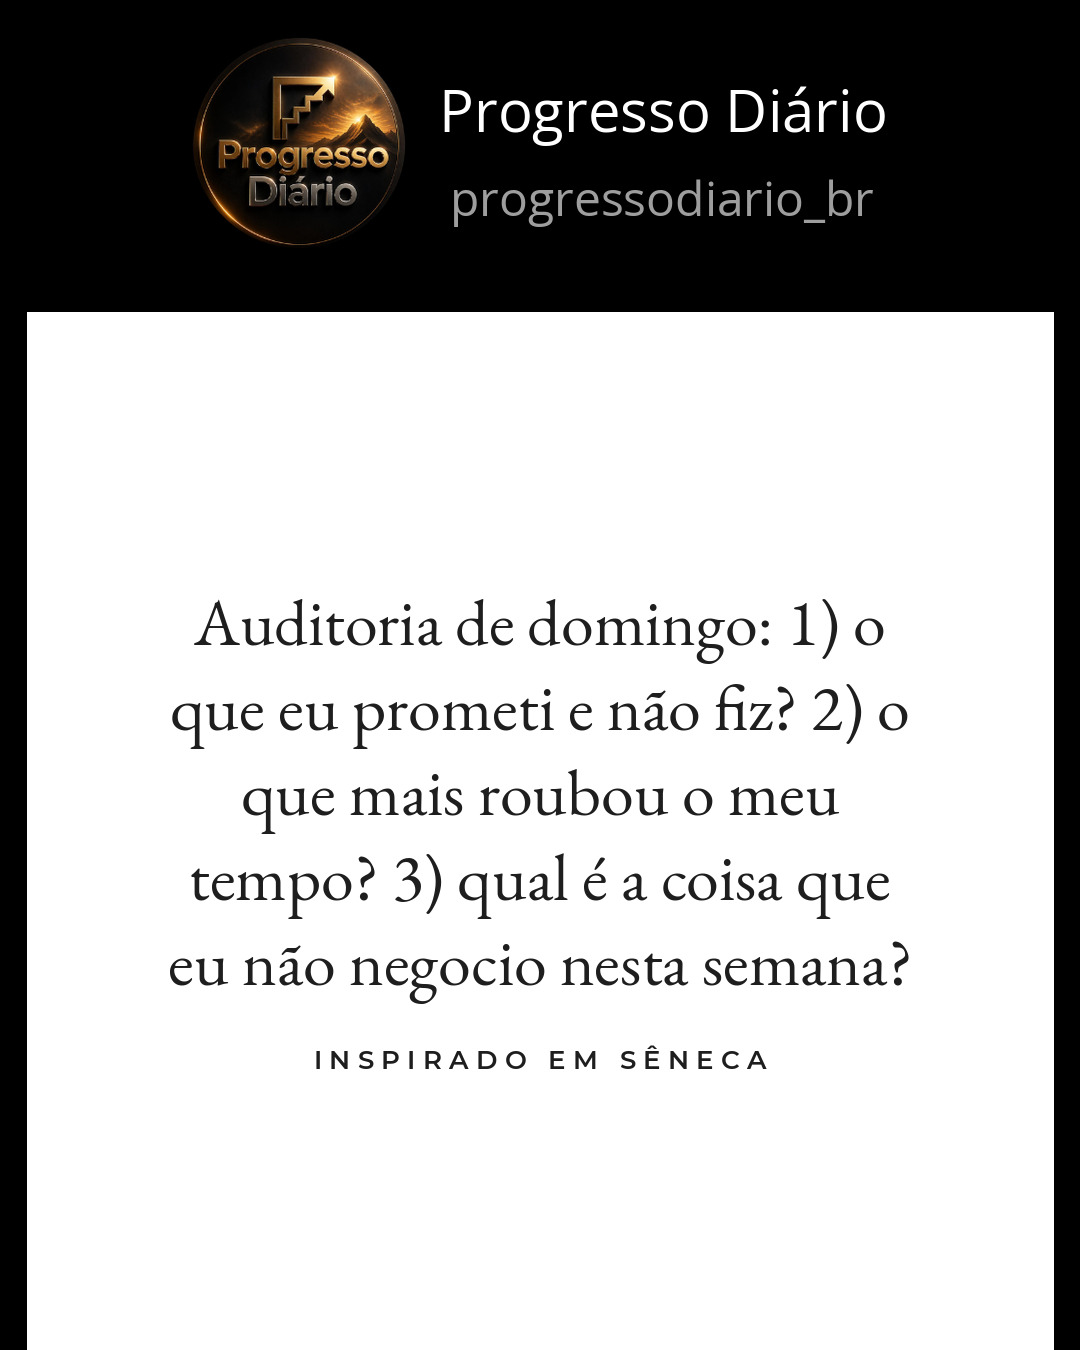 Progresso
Diário
Progresso Diário
progressodiario_br
Auditoria de domingo: 1) o
que eu prometi e não fiz? 2) o
que mais roubou o meu
tempo? 3) qual é a coisa que
eu não negocio nesta semana?
INSPIRADO EM SÊNECA